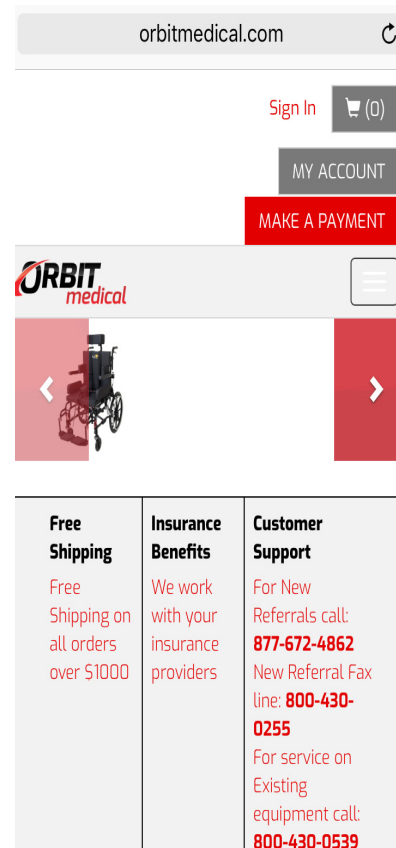 orbitmedical.com
Sign In
(0)
MY ACCOUNT
MAKE A PAYMENT
ORBIT
medical
Free
Shipping
Free
Shipping on
all orders
over $1000
Insurance
Benefits
We work
with your
insurance
providers
Customer
Support
For New
Referrals call:
877-672-4862
New Referral Fax
line: 800-430-
0255
For service on
Existing
equipment call:
800-430-0539